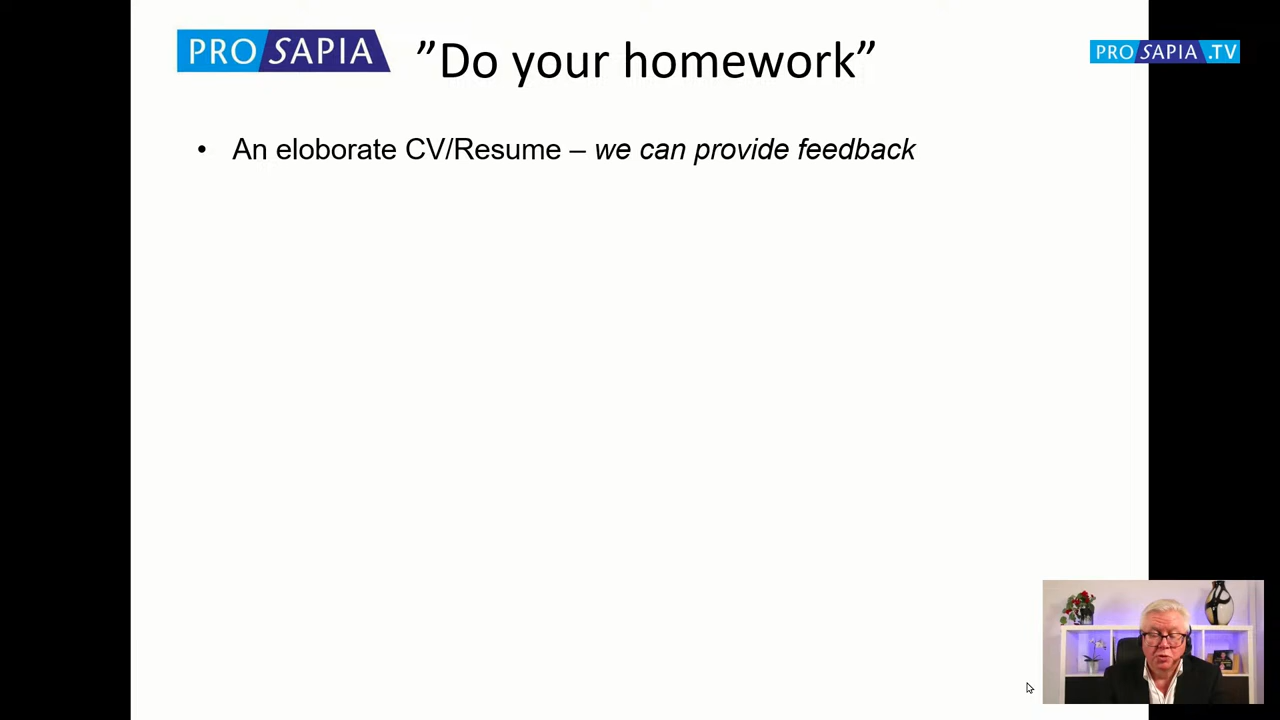 PRO SAPIA
”Do your homework”
PRO SAPIA .TV
• An eloborate CV/Resume – we can provide feedback